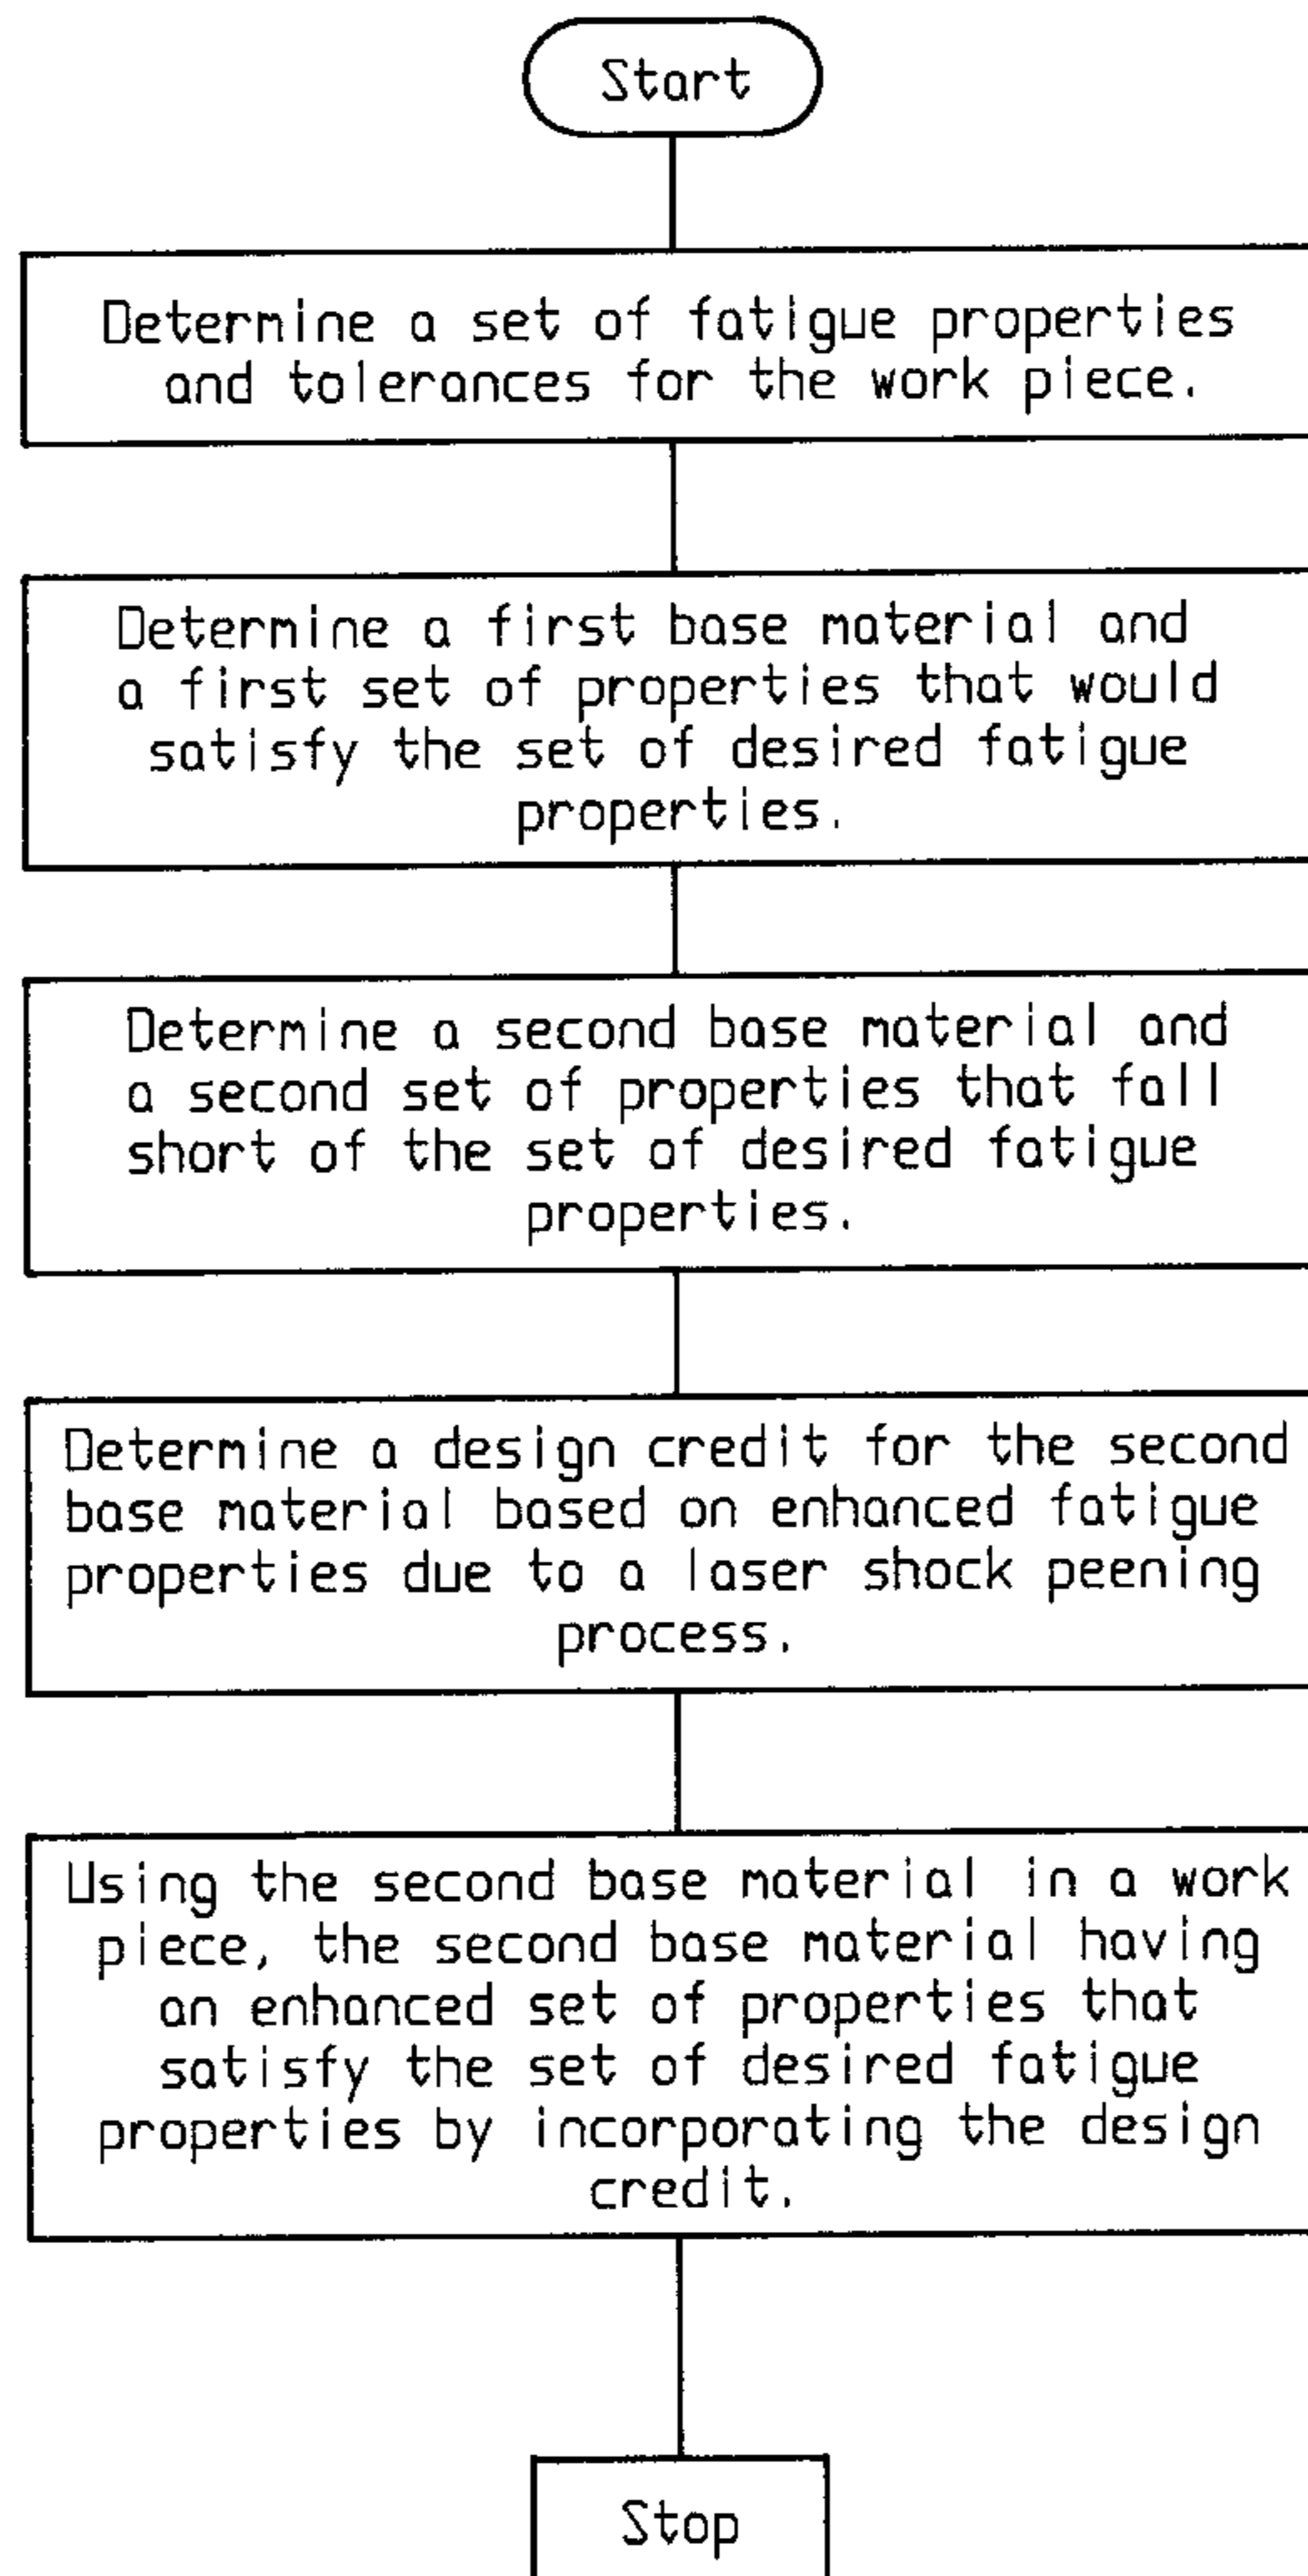 Start
Determine a set of fatigue properties
and tolerances for the work piece.
Determine a first base material and
a first set of properties that would
satisfy the set of desired fatigue
properties.
Determine a second base material and
a second set of properties that fall
short of the set of desired fatigue
properties.
Determine a design credit for the second
base material based on enhanced fatigue
properties due to a laser shock peening
process.
Using the second base material in a work
piece, the second base material having
an enhanced set of properties that
satisfy the set of desired fatigue
properties by incorporating the design
credit.
Stop